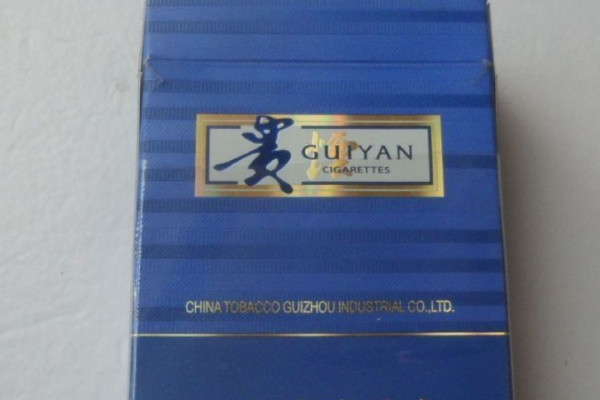 贵 GUIYAN
CIGARETTES
CHINA TOBACCO GUIZHOU INDUSTRIAL CO.,LTD.